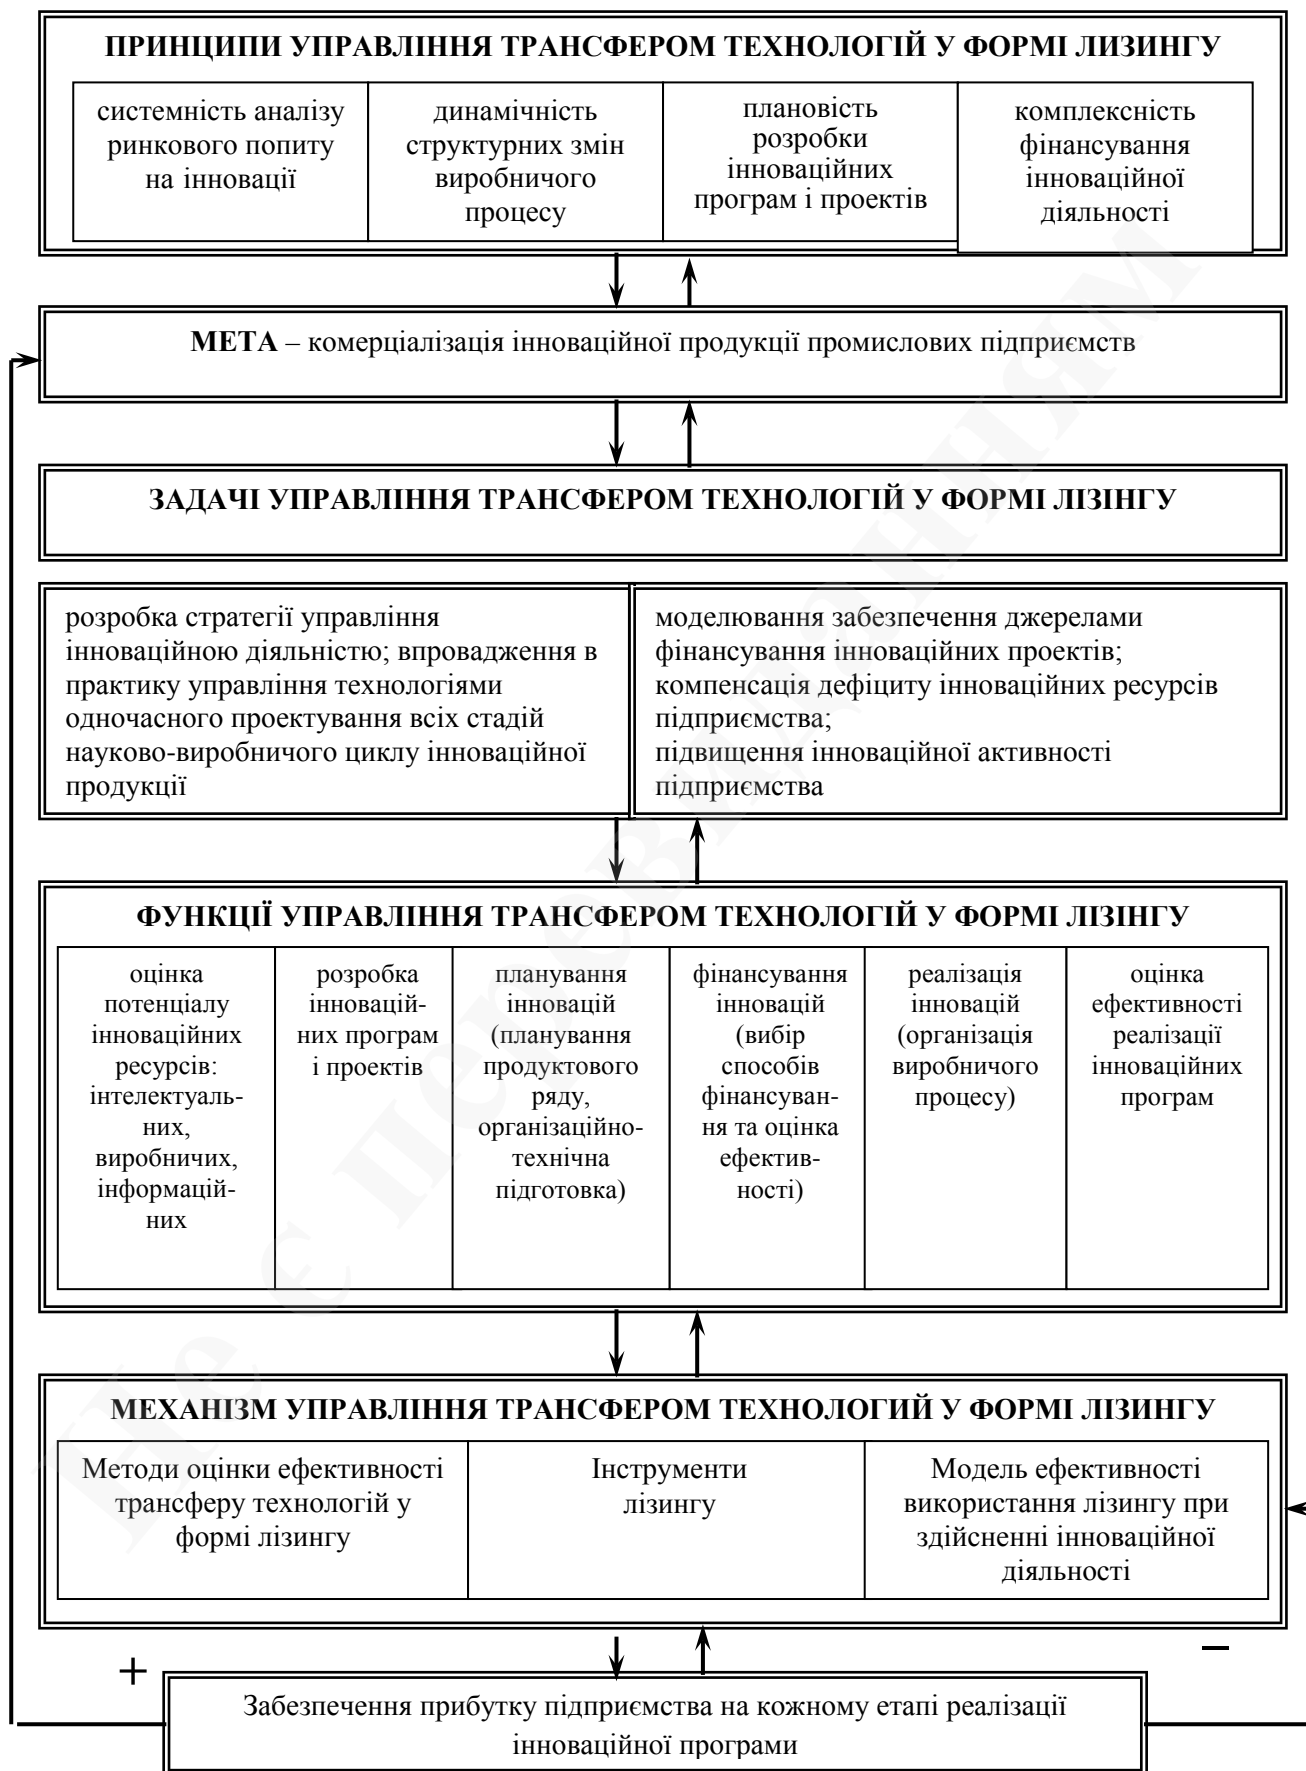 ПРИНЦИПИ УПРАВЛІННЯ ТРАНСФЕРОМ ТЕХНОЛОГІЙ У ФОРМІ ЛИЗИНГУ
системність аналізу
ринкового попиту
на інновації
динамічність
структурних змін
виробничого
процесу
плановість
розробки
інноваційних
програм і проектів
комплексність
фінансування
інноваційної
діяльності
МЕТА – комерціалізація інноваційної продукції промислових підприємств
ЗАДАЧІ УПРАВЛІННЯ ТРАНСФЕРОМ ТЕХНОЛОГІЙ У ФОРМІ ЛІЗІНГУ
розробка стратегії управління
інноваційною діяльністю; впровадження в
практику управління технологіями
одночасного проектування всіх стадій
науково-виробничого циклу інноваційної
продукції
моделювання забезпечення джерелами
фінансування інноваційних проектів;
компенсація дефіциту інноваційних ресурсів
підприємства;
підвищення інноваційної активності
підприємства
ФУНКЦІЇ УПРАВЛІННЯ ТРАНСФЕРОМ ТЕХНОЛОГІЙ У ФОРМІ ЛІЗІНГУ
оцінка
потенціалу
інноваційних
ресурсів:
інтелектуаль-
них,
виробничих,
інформацій-
них
розробка
інновацій-
них програм
і проектів
планування
інновацій
(планування
продуктового
ряду,
організаційно-
технічна
підготовка)
фінансування
інновацій
(вибір
способів
фінансуван-
ня та оцінка
ефектив-
ності)
реалізація
інновацій
(організація
виробничого
процесу)
оцінка
ефективності
реалізації
інноваційних
програм
МЕХАНІЗМ УПРАВЛІННЯ ТРАНСФЕРОМ ТЕХНОЛОГИЙ У ФОРМІ ЛІЗИНГУ
Методи оцінки ефективності
трансферу технологій у
формі лізингу
Інструменти
лізингу
Модель ефективності
використання лізингу при
здійсненні інноваційної
діяльності
+
–
Забезпечення прибутку підприємства на кожному етапі реалізації
інноваційної програми
Не є перевиданням